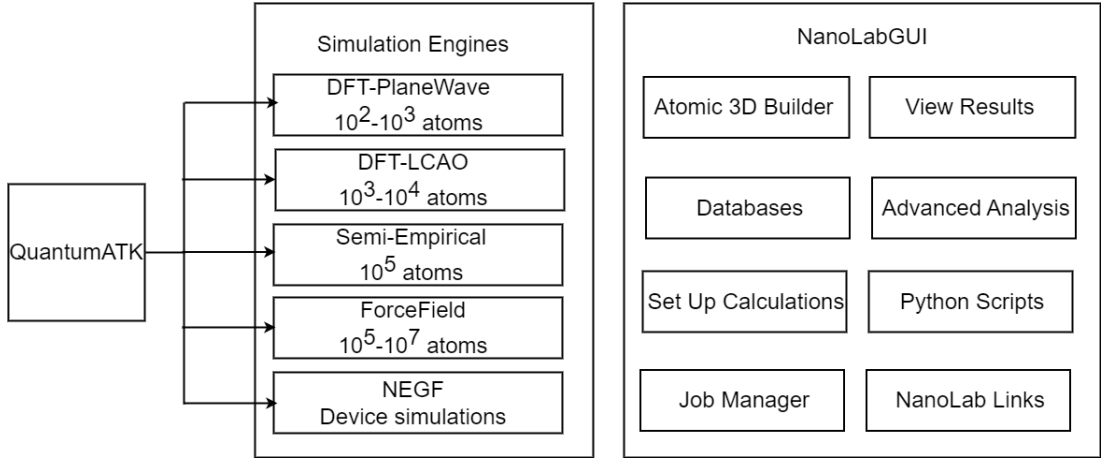 QuantumATK
Simulation Engines
DFT-PlaneWave
10²-10³ atoms
DFT-LCAO
10³-10⁴ atoms
Semi-Empirical
10⁵ atoms
ForceField
10⁵-10⁷ atoms
NEGF
Device simulations
NanoLabGUI
Atomic 3D Builder
View Results
Databases
Advanced Analysis
Set Up Calculations
Python Scripts
Job Manager
NanoLab Links